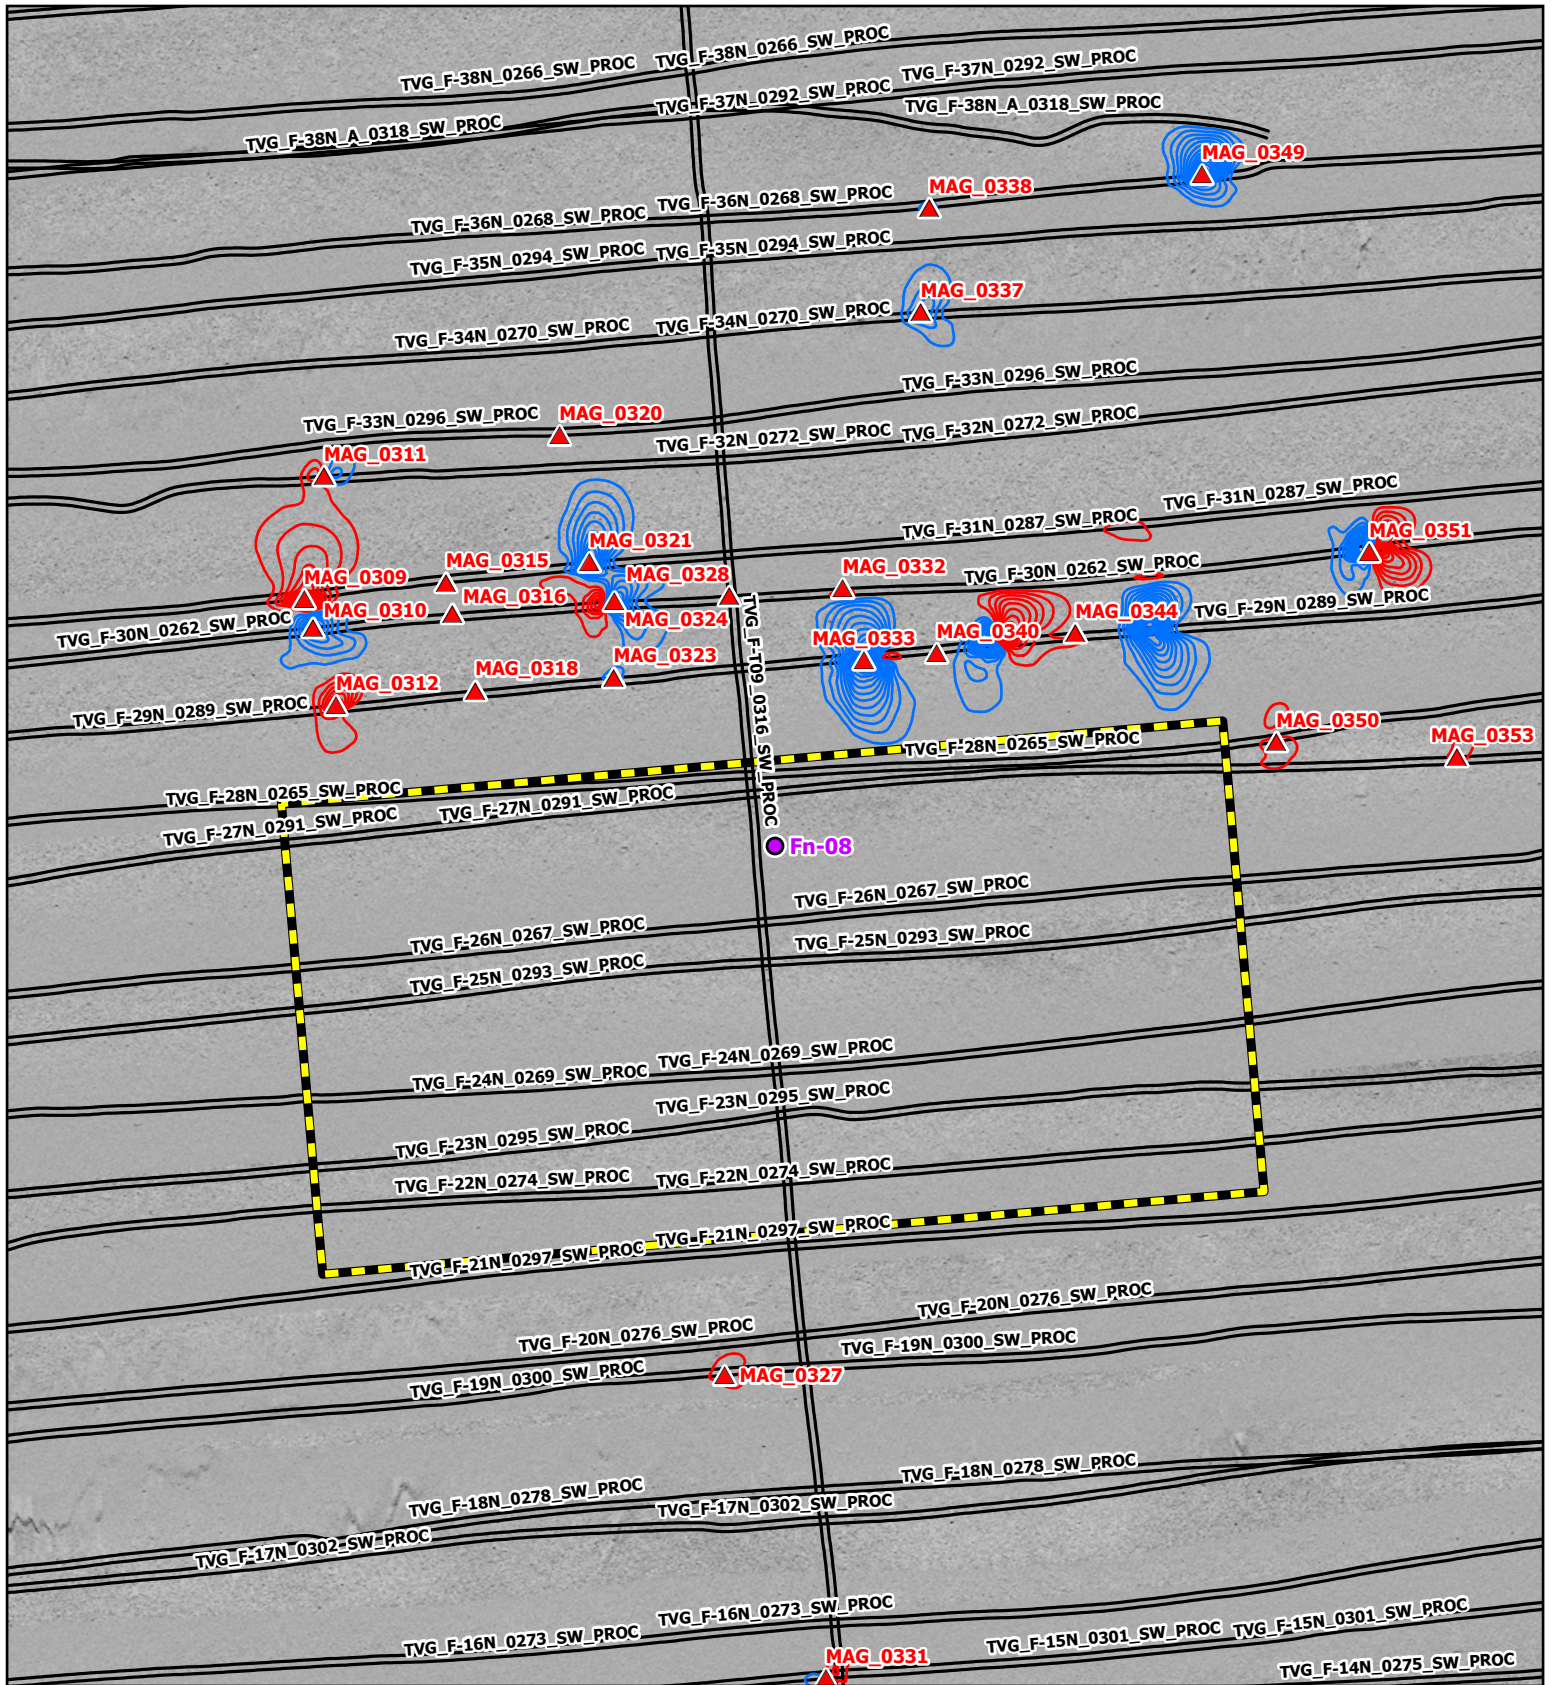 TVG_F-38N_0266_SW_PROC
TVG_F-38N_0266_SW_PROC
TVG_F-37N_0292_SW_PROC
TVG_F-37N_0292_SW_PROC
TVG_F-38N_A_0318_SW_PROC
TVG_F-38N_A_0318_SW_PROC
MAG_0349
MAG_0338
TVG_F-36N_0268_SW_PROC
TVG_F-36N_0268_SW_PROC
TVG_F-35N_0294_SW_PROC
TVG_F-35N_0294_SW_PROC
MAG_0337
TVG_F-34N_0270_SW_PROC
TVG_F-34N_0270_SW_PROC
TVG_F-33N_0296_SW_PROC
TVG_F-33N_0296_SW_PROC
MAG_0320
TVG_F-32N_0272_SW_PROC
TVG_F-32N_0272_SW_PROC
MAG_0311
TVG_F-31N_0287_SW_PROC
TVG_F-31N_0287_SW_PROC
MAG_0351
MAG_0321
MAG_0315
MAG_0328
MAG_0332
TVG_F-30N_0262_SW_PROC
MAG_0309
MAG_0316
MAG_0310
MAG_0324
MAG_0344
TVG_F-29N_0289_SW_PROC
TVG_F-30N_0262_SW_PROC
MAG_0333
MAG_0340
MAG_0323
MAG_0318
MAG_0312
TVG_F-29N_0289_SW_PROC
TVG_F-T09_0316_SW_PROC
MAG_0350
MAG_0353
TVG_F-28N_0265_SW_PROC
TVG_F-28N_0265_SW_PROC
TVG_F-27N_0291_SW_PROC
TVG_F-27N_0291_SW_PROC
Fn-08
TVG_F-26N_0267_SW_PROC
TVG_F-26N_0267_SW_PROC
TVG_F-25N_0293_SW_PROC
TVG_F-25N_0293_SW_PROC
TVG_F-24N_0269_SW_PROC
TVG_F-24N_0269_SW_PROC
TVG_F-23N_0295_SW_PROC
TVG_F-23N_0295_SW_PROC
TVG_F-22N_0274_SW_PROC
TVG_F-22N_0274_SW_PROC
TVG_F-21N_0297_SW_PROC
TVG_F-21N_0297_SW_PROC
TVG_F-20N_0276_SW_PROC
TVG_F-20N_0276_SW_PROC
TVG_F-19N_0300_SW_PROC
TVG_F-19N_0300_SW_PROC
MAG_0327
TVG_F-18N_0278_SW_PROC
TVG_F-18N_0278_SW_PROC
TVG_F-17N_0302_SW_PROC
TVG_F-17N_0302_SW_PROC
TVG_F-16N_0273_SW_PROC
TVG_F-16N_0273_SW_PROC
TVG_F-15N_0301_SW_PROC
TVG_F-15N_0301_SW_PROC
MAG_0331
TVG_F-14N_0275_SW_PROC